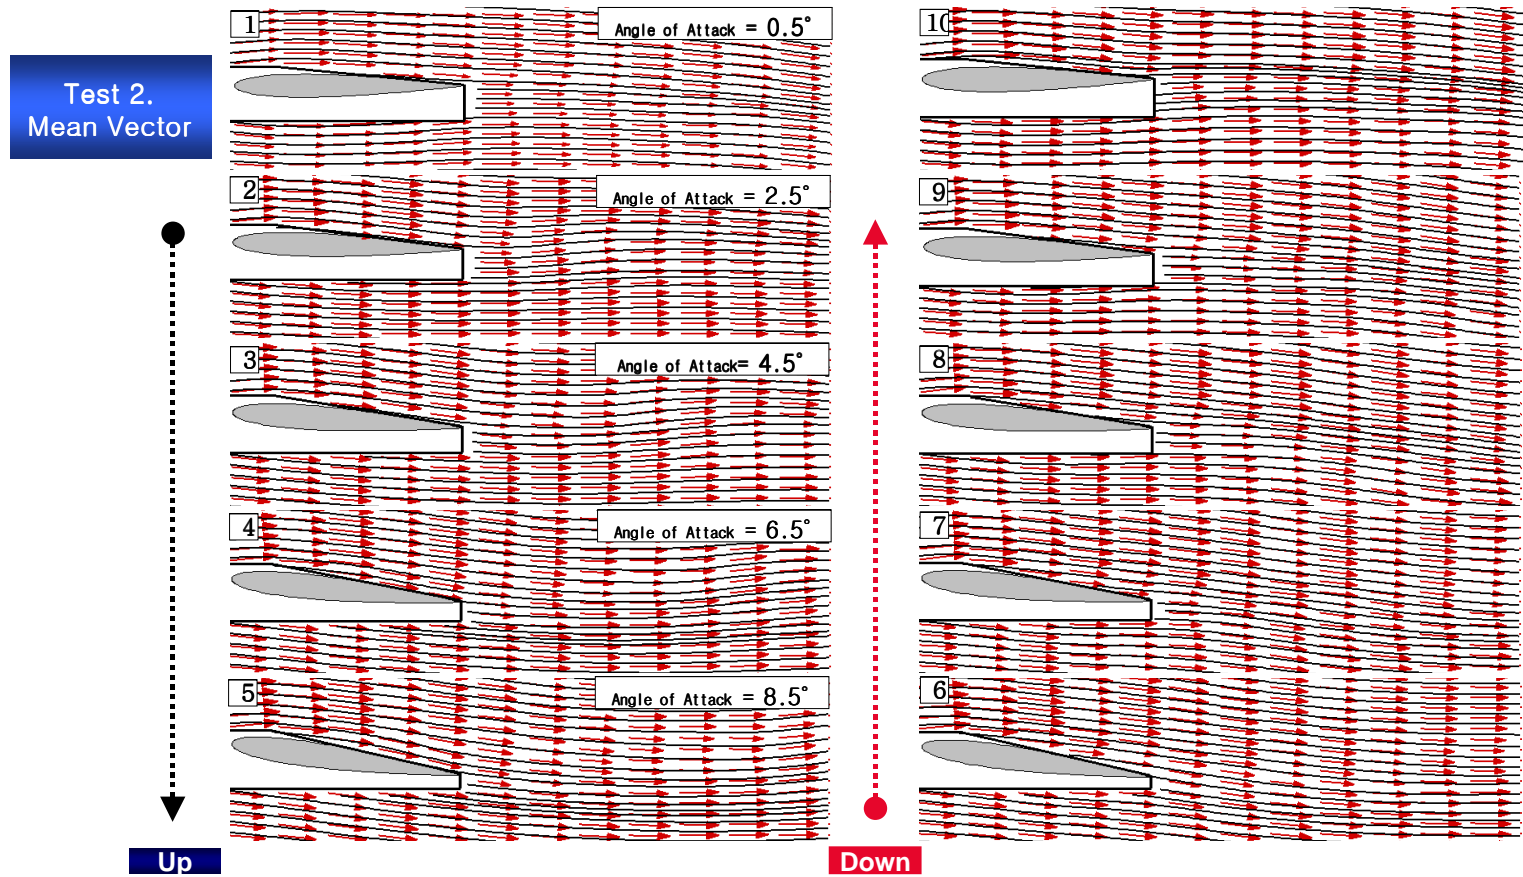 Test 2.
Mean Vector
1
Angle of Attack = 0.5°
2
Angle of Attack = 2.5°
3
Angle of Attack= 4.5°
4
Angle of Attack = 6.5°
5
Angle of Attack = 8.5°
Up
10
9
8
7
6
Down